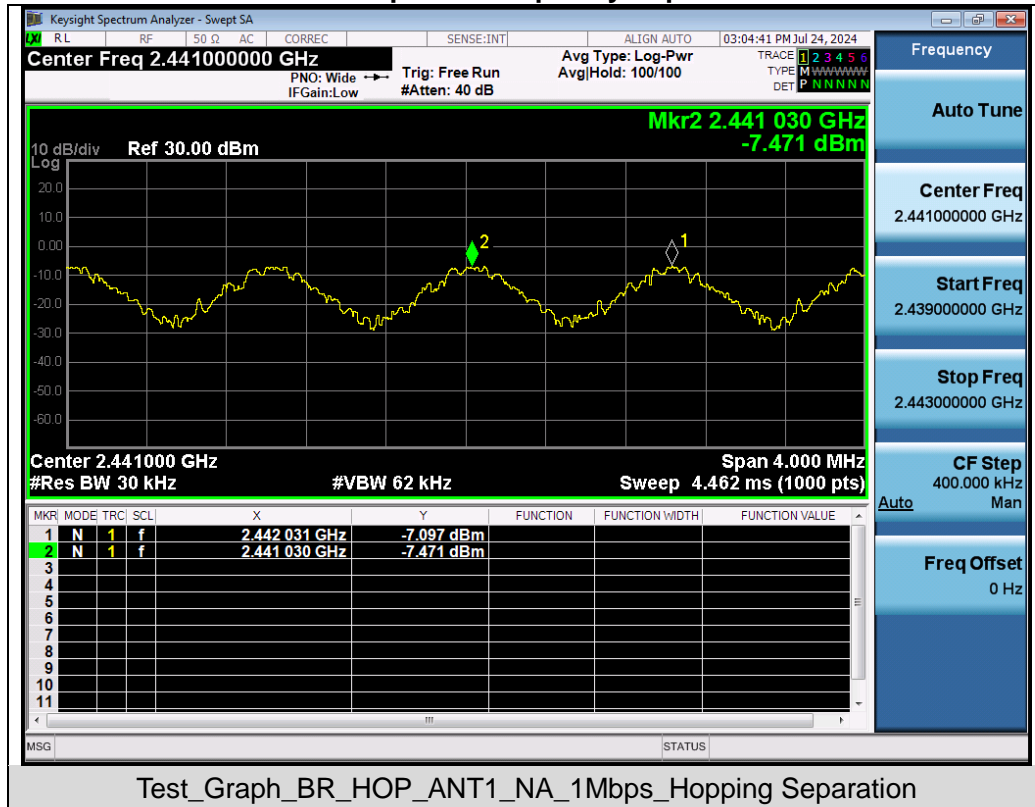 Keysight Spectrum Analyzer - Swept SA
LXI RL RF 50 Ω AC CORREC SENSE:INT ALIGN AUTO 03:04:41 PM Jul 24, 2024
Center Freq 2.441000000 GHz
PNO: Wide
IFGain:Low
Trig: Free Run
#Atten: 40 dB
Avg Type: Log-Pwr
Avg|Hold: 100/100
TRACE 1 2 3 4 5 6
TYPE M WWWWW
DET P N N N N N
Mkr2 2.441 030 GHz
-7.471 dBm
10 dB/div Ref 30.00 dBm
Log
20.0
10.0
0.00
-10.0
-20.0
-30.0
-40.0
-50.0
-60.0
2
1
Center 2.441000 GHz Span 4.000 MHz
#Res BW 30 kHz #VBW 62 kHz Sweep 4.462 ms (1000 pts)
MKR MODE TRC SCL X Y FUNCTION FUNCTION WIDTH FUNCTION VALUE
1 N 1 f 2.442 031 GHz -7.097 dBm
2 N 1 f 2.441 030 GHz -7.471 dBm
3
4
5
6
7
8
9
10
11
MSG STATUS
Frequency
Auto Tune
Center Freq
2.441000000 GHz
Start Freq
2.439000000 GHz
Stop Freq
2.443000000 GHz
CF Step
400.000 kHz
Auto Man
Freq Offset
0 Hz
Test_Graph_BR_HOP_ANT1_NA_1Mbps_Hopping Separation